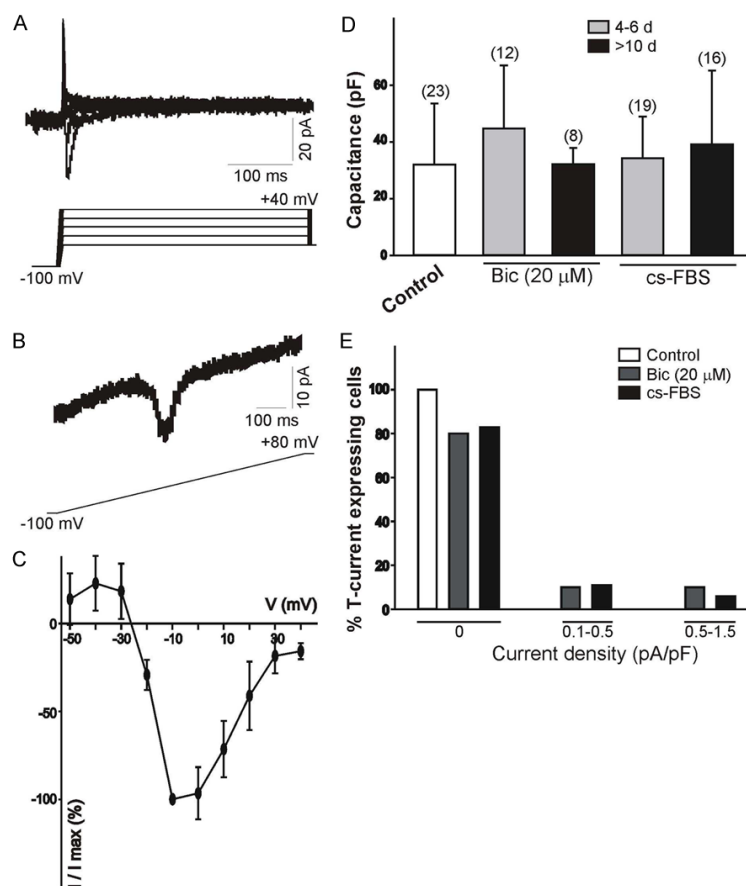 A
20 pA
100 ms
+40 mV
-100 mV
B
10 pA
100 ms
+80 mV
-100 mV
C
V (mV)
0
-50 -30 -10 10 30
-50
-100
I / I max (%)
D
4-6 d
>10 d
Capacitance (pF)
60
40
20
0
(23)
(12)
(8)
(19)
(16)
Control
Bic (20 µM)
cs-FBS
E
Control
Bic (20 µM)
cs-FBS
% T-current expressing cells
100
80
60
40
20
0
0
0.1-0.5
0.5-1.5
Current density (pA/pF)